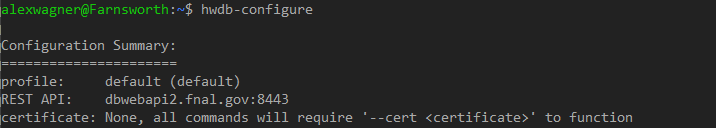 alexwagner@Farnsworth:~$ hwdb-configure
Configuration Summary:
======================
profile:    default (default)
REST API:   dbwebapi2.fnal.gov:8443
certificate: None, all commands will require '--cert <certificate>' to function